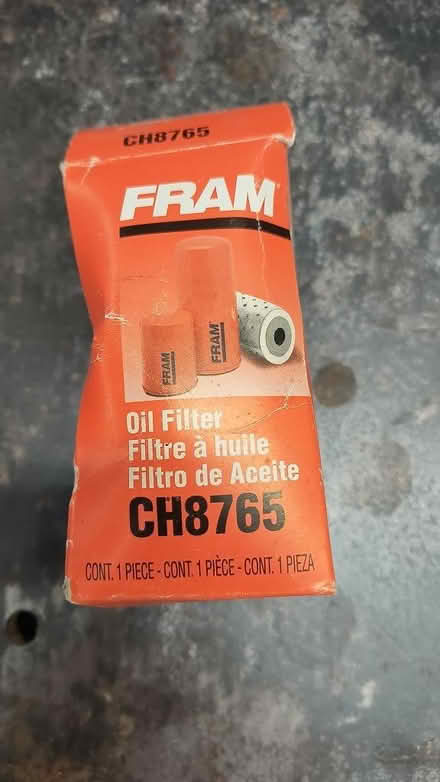 CH8765
FRAM
FRAM
FRAM
Oil Filter
Filtre à huile
Filtro de Aceite
CH8765
CONT. 1 PIECE - CONT. 1 PIÈCE - CONT. 1 PIEZA